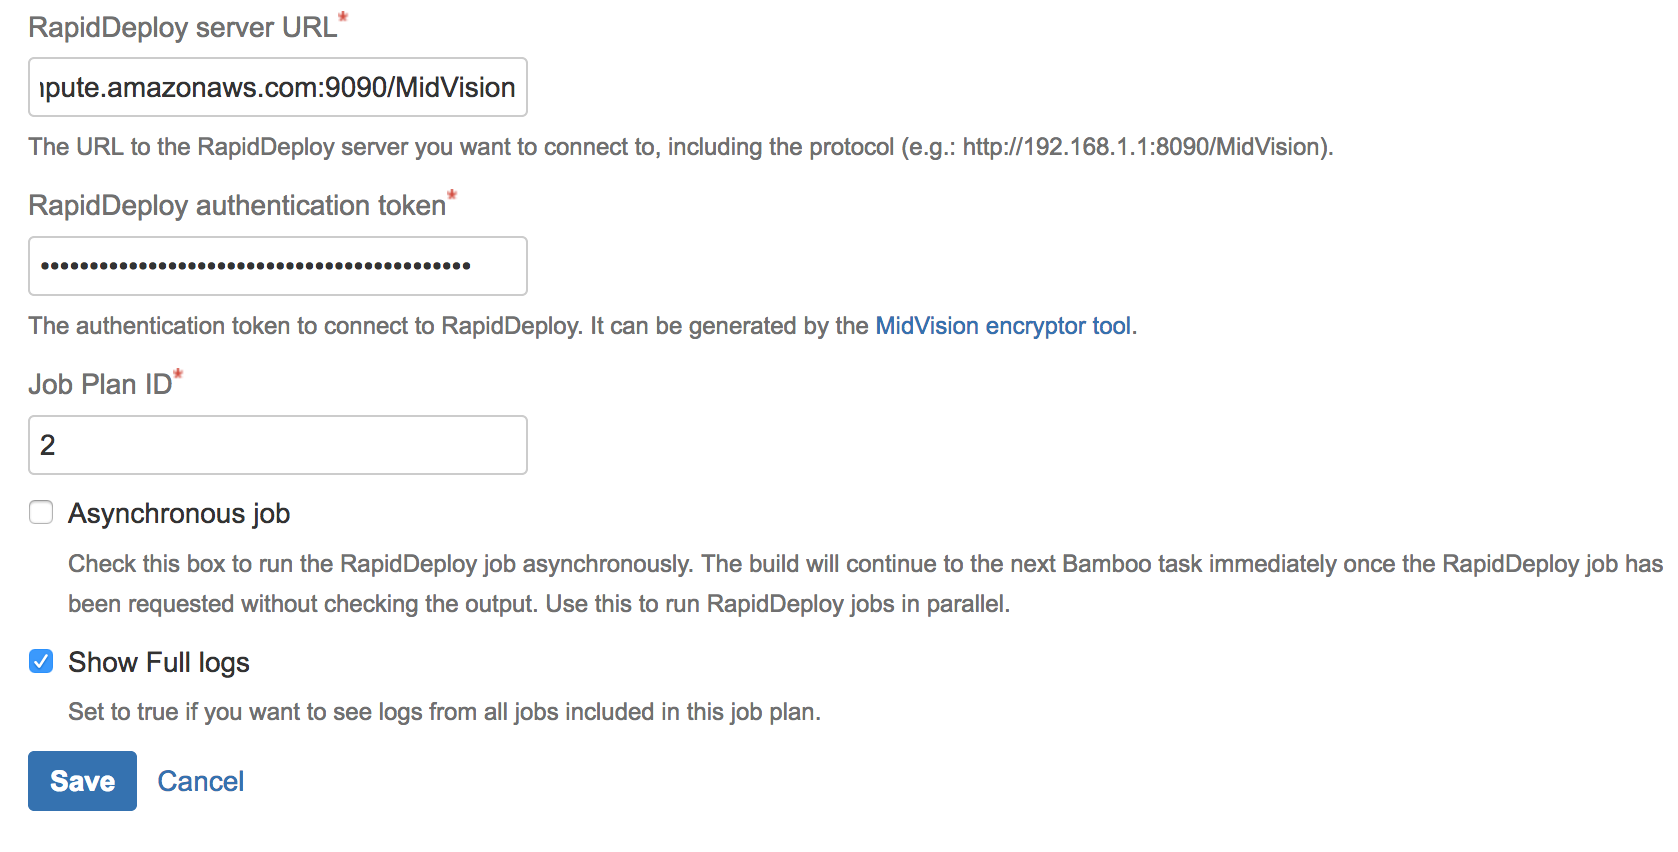 RapidDeploy server URL*
pute.amazonaws.com:9090/MidVision
The URL to the RapidDeploy server you want to connect to, including the protocol (e.g.: http://192.168.1.1:8090/MidVision).
RapidDeploy authentication token*
••••••••••••••••••••••••••••••••••••••••••••
The authentication token to connect to RapidDeploy. It can be generated by the MidVision encryptor tool.
Job Plan ID*
2
Asynchronous job
Check this box to run the RapidDeploy job asynchronously. The build will continue to the next Bamboo task immediately once the RapidDeploy job has
been requested without checking the output. Use this to run RapidDeploy jobs in parallel.
Show Full logs
Set to true if you want to see logs from all jobs included in this job plan.
Save Cancel